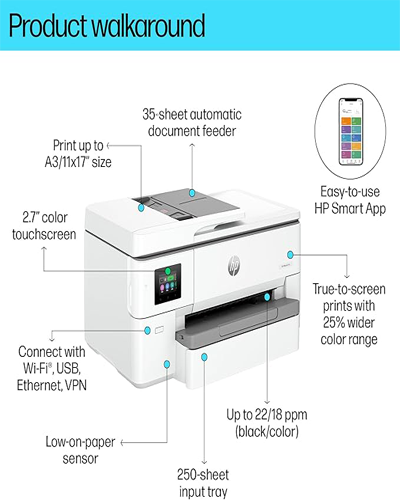 Product walkaround
35-sheet automatic
document feeder
Print up to
A3/11x17" size
Easy-to-use
HP Smart App
2.7" color
touchscreen
hp
True-to-screen
prints with
25% wider
color range
Connect with
Wi-Fi®, USB,
Ethernet, VPN
Up to 22/18 ppm
(black/color)
Low-on-paper
sensor
250-sheet
input tray